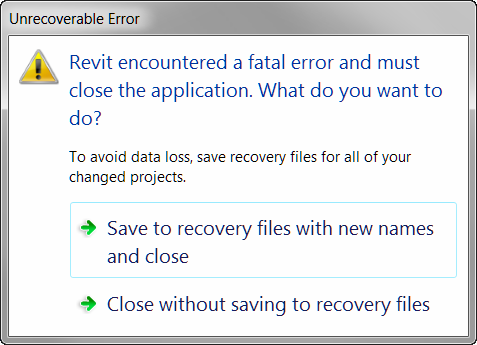 Unrecoverable Error
Revit encountered a fatal error and must
close the application. What do you want to
do?
To avoid data loss, save recovery files for all of your
changed projects.
Save to recovery files with new names
and close
Close without saving to recovery files